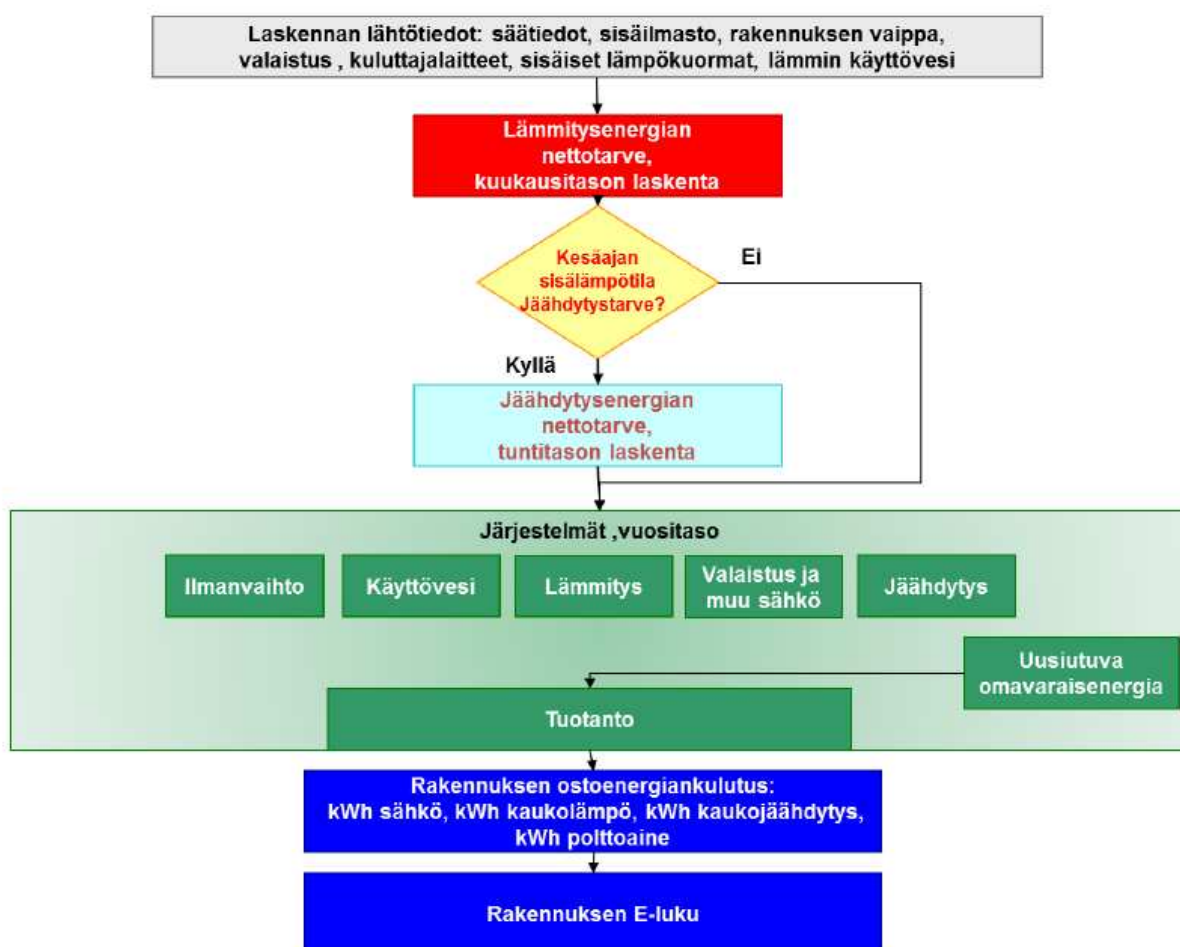 Laskennan lähtötiedot: säätiedot, sisäilmasto, rakennuksen vaippa,
valaistus , kuluttajalaitteet, sisäiset lämpökuormat, lämmin käyttövesi
Lämmitysenergian
nettotarve,
kuukausitason laskenta
Kesäajan
sisälämpötila
Jäähdytystarve?
Ei
Kyllä
Jäähdytysenergian
nettotarve,
tuntitason laskenta
Järjestelmät ,vuositaso
Ilmanvaihto
Käyttövesi
Lämmitys
Valaistus ja
muu sähkö
Jäähdytys
Uusiutuva
omavaraisenergia
Tuotanto
Rakennuksen ostoenergiankulutus:
kWh sähkö, kWh kaukolämpö, kWh kaukojäähdytys,
kWh polttoaine
Rakennuksen E-luku